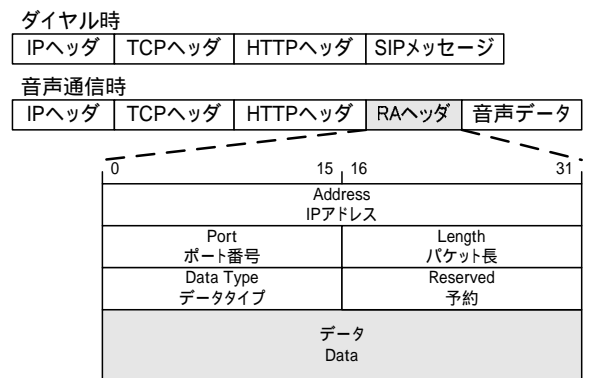 ダイヤル時
IPヘッダ TCPヘッダ HTTPヘッダ SIPメッセージ
音声通信時
IPヘッダ TCPヘッダ HTTPヘッダ RAヘッダ 音声データ
0 15 16 31
Address
IPアドレス
Port Length
ポート番号 パケット長
Data Type Reserved
データタイプ 予約
データ
Data